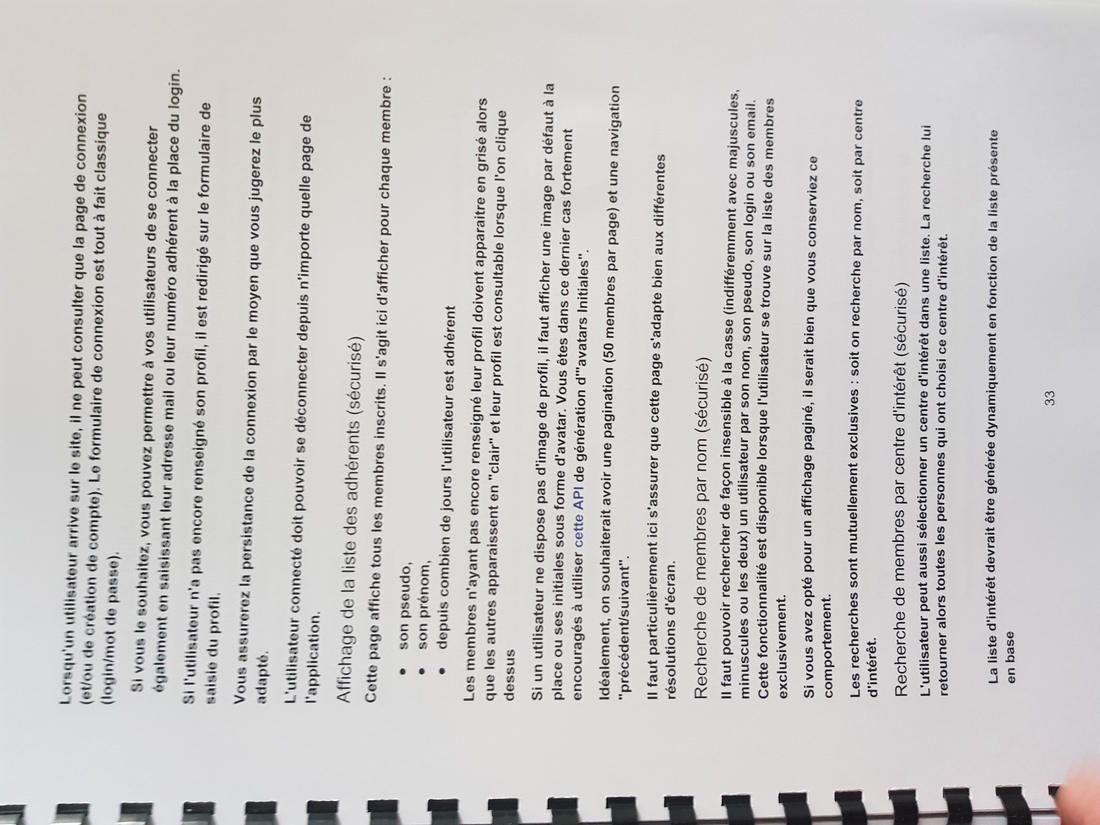 Lorsqu'un utilisateur arrive sur le site, il ne peut consulter que la page de connexion
(et/ou de création de compte). Le formulaire de connexion est tout à fait classique
(login/mot de passe).
Si vous le souhaitez, vous pouvez permettre à vos utilisateurs de se connecter
également en saisissant leur adresse mail ou leur numéro adhérent à la place du login.
Si l'utilisateur n'a pas encore renseigné son profil, il est redirigé sur le formulaire de
saisie du profil.
Vous assurerez la persistance de la connexion par le moyen que vous jugerez le plus
adapté.
L'utilisateur connecté doit pouvoir se déconnecter depuis n'importe quelle page de
l'application.
Affichage de la liste des adhérents (sécurisé)
Cette page affiche tous les membres inscrits. Il s'agit ici d'afficher pour chaque membre :
• son pseudo,
• son prénom,
• depuis combien de jours l'utilisateur est adhérent
Les membres n'ayant pas encore renseigné leur profil doivent apparaitre en grisé alors
que les autres apparaissent en "clair" et leur profil est consultable lorsque l'on clique
dessus
Si un utilisateur ne dispose pas d'image de profil, il faut afficher une image par défaut à la
place ou ses initiales sous forme d'avatar. Vous êtes dans ce dernier cas fortement
encouragés à utiliser cette API de génération d'"avatars Initiales".
Idéalement, on souhaiterait avoir une pagination (50 membres par page) et une navigation
"précédent/suivant".
Il faut particulièrement ici s'assurer que cette page s'adapte bien aux différentes
résolutions d'écran.
Recherche de membres par nom (sécurisé)
Il faut pouvoir rechercher de façon insensible à la casse (indifféremment avec majuscules,
minuscules ou les deux) un utilisateur par son nom, son pseudo, son login ou son email.
Cette fonctionnalité est disponible lorsque l'utilisateur se trouve sur la liste des membres
exclusivement.
Si vous avez opté pour un affichage paginé, il serait bien que vous conserviez ce
comportement.
Les recherches sont mutuellement exclusives : soit on recherche par nom, soit par centre
d'intérêt.
Recherche de membres par centre d'intérêt (sécurisé)
L'utilisateur peut aussi sélectionner un centre d'intérêt dans une liste. La recherche lui
retourner alors toutes les personnes qui ont choisi ce centre d'intérêt.
La liste d'intérêt devrait être générée dynamiquement en fonction de la liste présente
en base
33